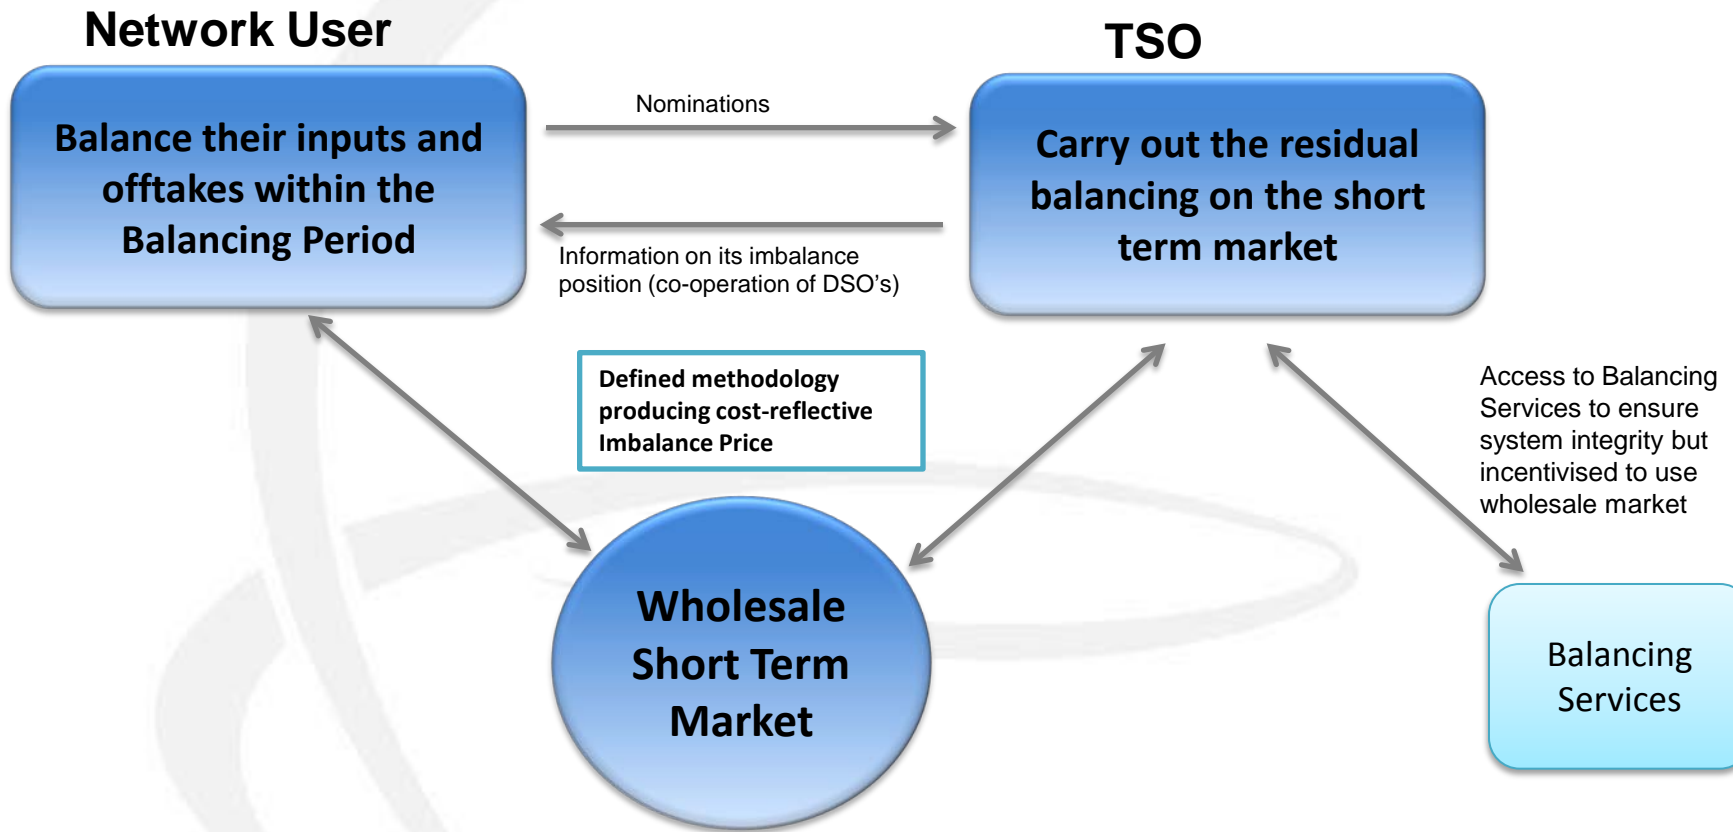 Network User
TSO
Balance their inputs and
offtakes within the
Balancing Period
Nominations
Carry out the residual
balancing on the short
term market
Information on its imbalance
position (co-operation of DSO's)
Defined methodology
producing cost-reflective
Imbalance Price
Access to Balancing
Services to ensure
system integrity but
incentivised to use
wholesale market
Wholesale
Short Term
Market
Balancing
Services